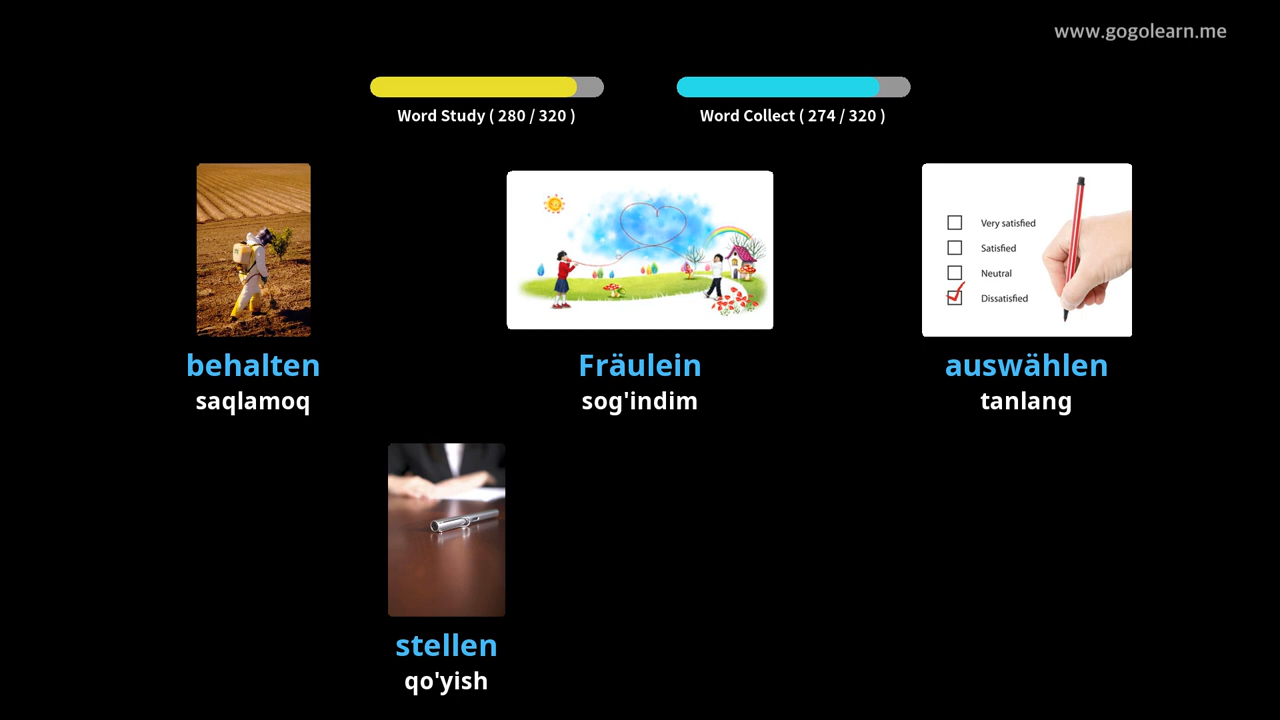 www.gogolearn.me
Word Study ( 280 / 320 )
Word Collect ( 274 / 320 )
Very satisfied
Satisfied
Neutral
Dissatisfied
behalten
saqlamoq
Fräulein
sog'indim
auswählen
tanlang
stellen
qo'yish